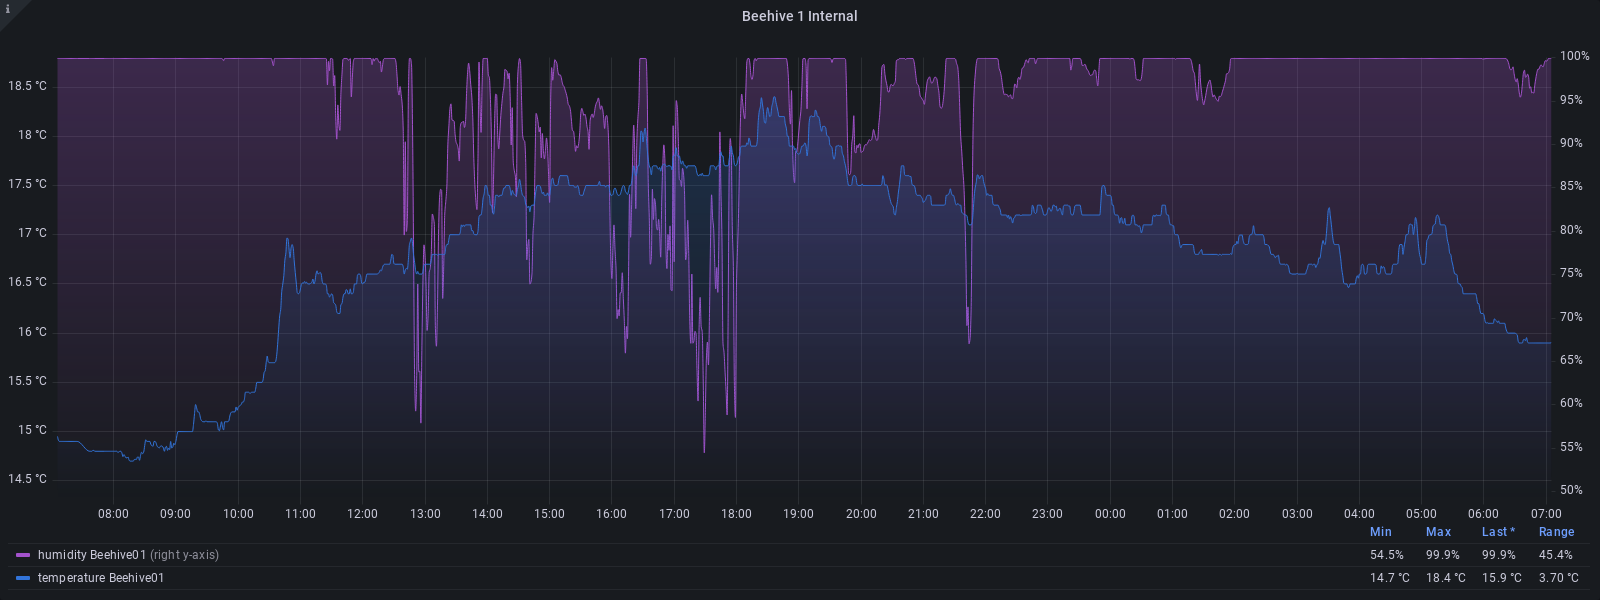 i
Beehive 1 Internal
18.5 °C
18 °C
17.5 °C
17 °C
16.5 °C
16 °C
15.5 °C
15 °C
14.5 °C
100%
95%
90%
85%
80%
75%
70%
65%
60%
55%
50%
08:00 09:00 10:00 11:00 12:00 13:00 14:00 15:00 16:00 17:00 18:00 19:00 20:00 21:00 22:00 23:00 00:00 01:00 02:00 03:00 04:00 05:00 06:00 07:00
Min Max Last * Range
humidity Beehive01 (right y-axis) 54.5% 99.9% 99.9% 45.4%
temperature Beehive01 14.7 °C 18.4 °C 15.9 °C 3.70 °C